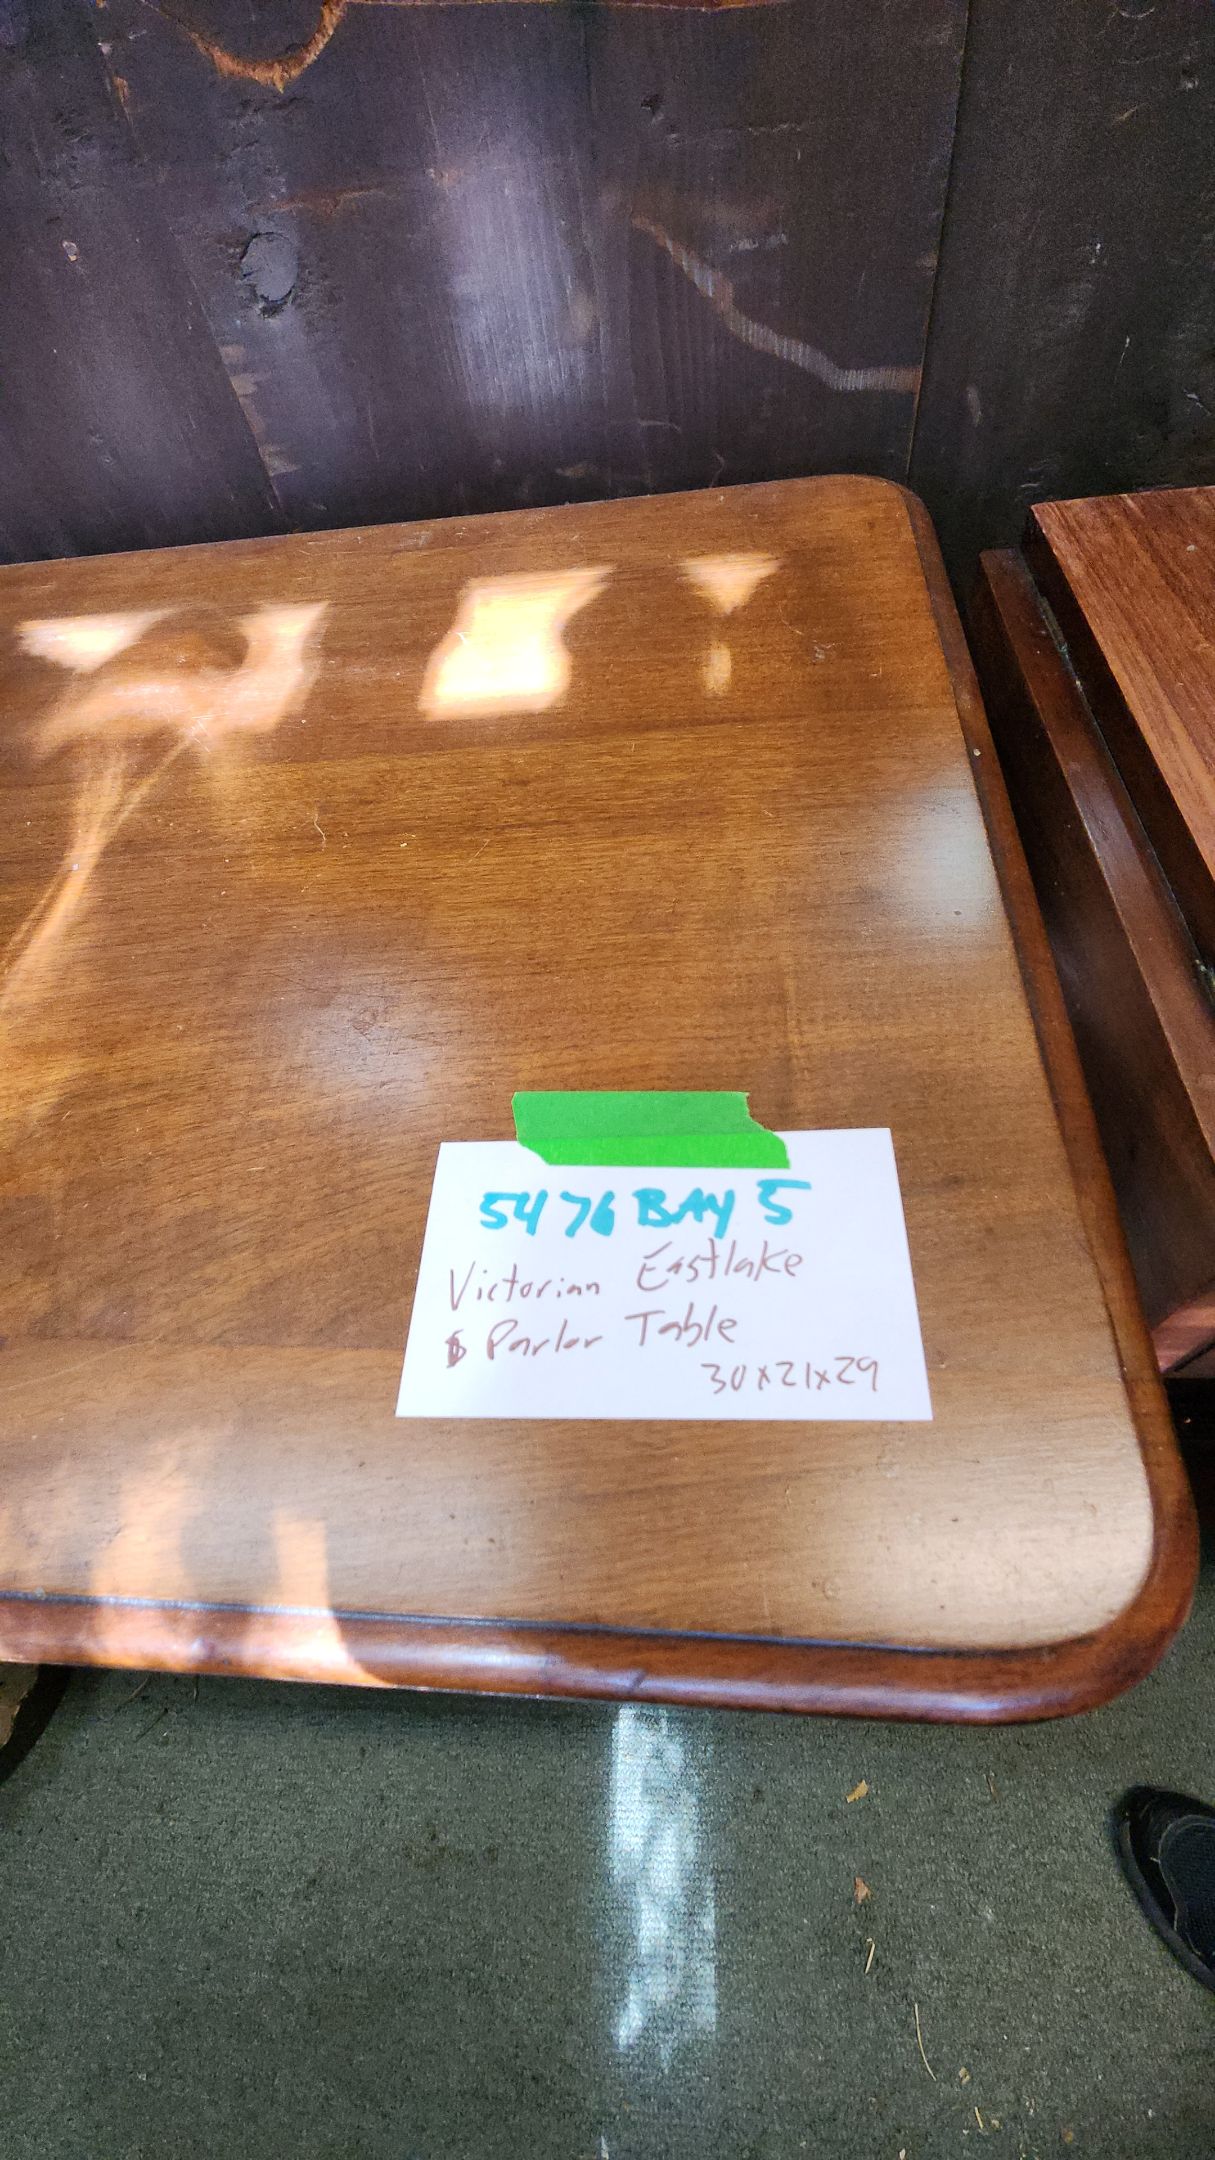 5476 BAY 5
Victorian Eastlake
Parlor Table
30x21x29